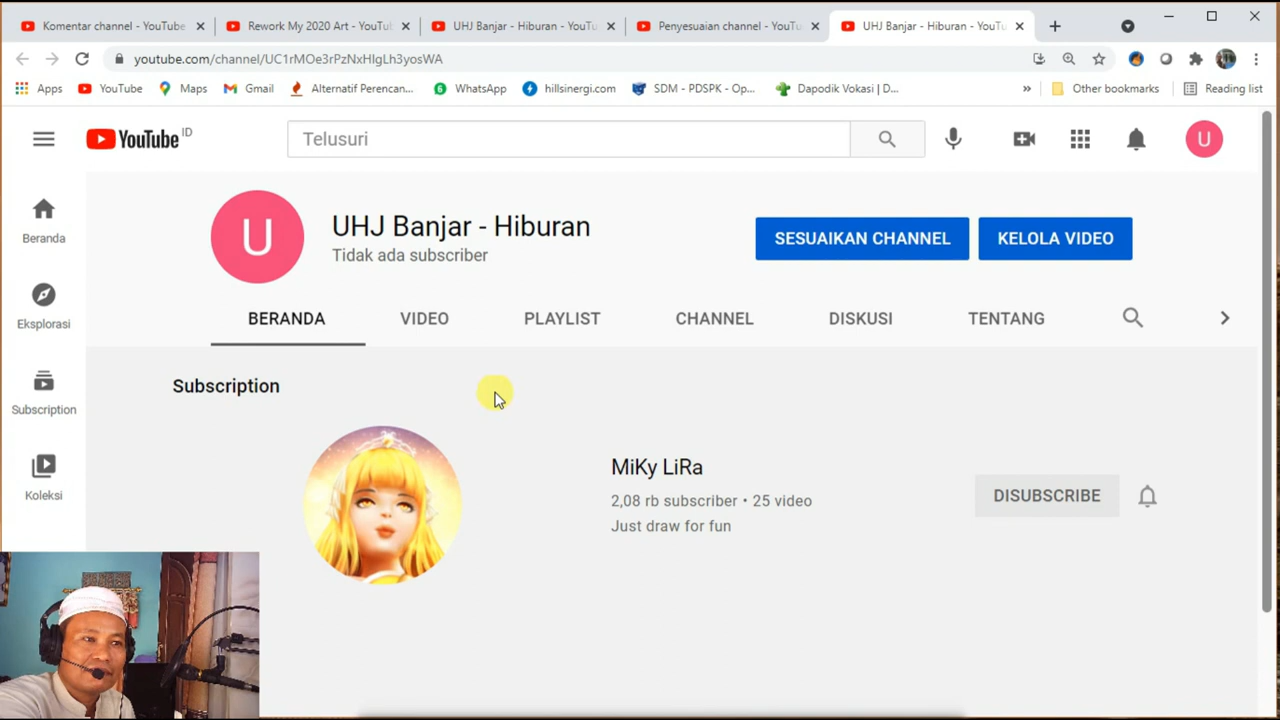 Komentar channel - YouTube
Rework My 2020 Art - YouTub
UHJ Banjar - Hiburan - YouTu
Penyesuaian channel - YouTu
UHJ Banjar - Hiburan - YouTu
youtube.com/channel/UC1rMOe3rPzNxHIgLh3yosWA
Apps
YouTube
Maps
Gmail
Alternatif Perencan...
WhatsApp
hillsinergi.com
SDM - PDSPK - Op...
Dapodik Vokasi | D...
»
Other bookmarks
Reading list
YouTube ID
Telusuri
U
Beranda
Eksplorasi
Subscription
Koleksi
U
UHJ Banjar - Hiburan
Tidak ada subscriber
SESUAIKAN CHANNEL
KELOLA VIDEO
BERANDA
VIDEO
PLAYLIST
CHANNEL
DISKUSI
TENTANG
Subscription
MiKy LiRa
2,08 rb subscriber • 25 video
Just draw for fun
DISUBSCRIBE